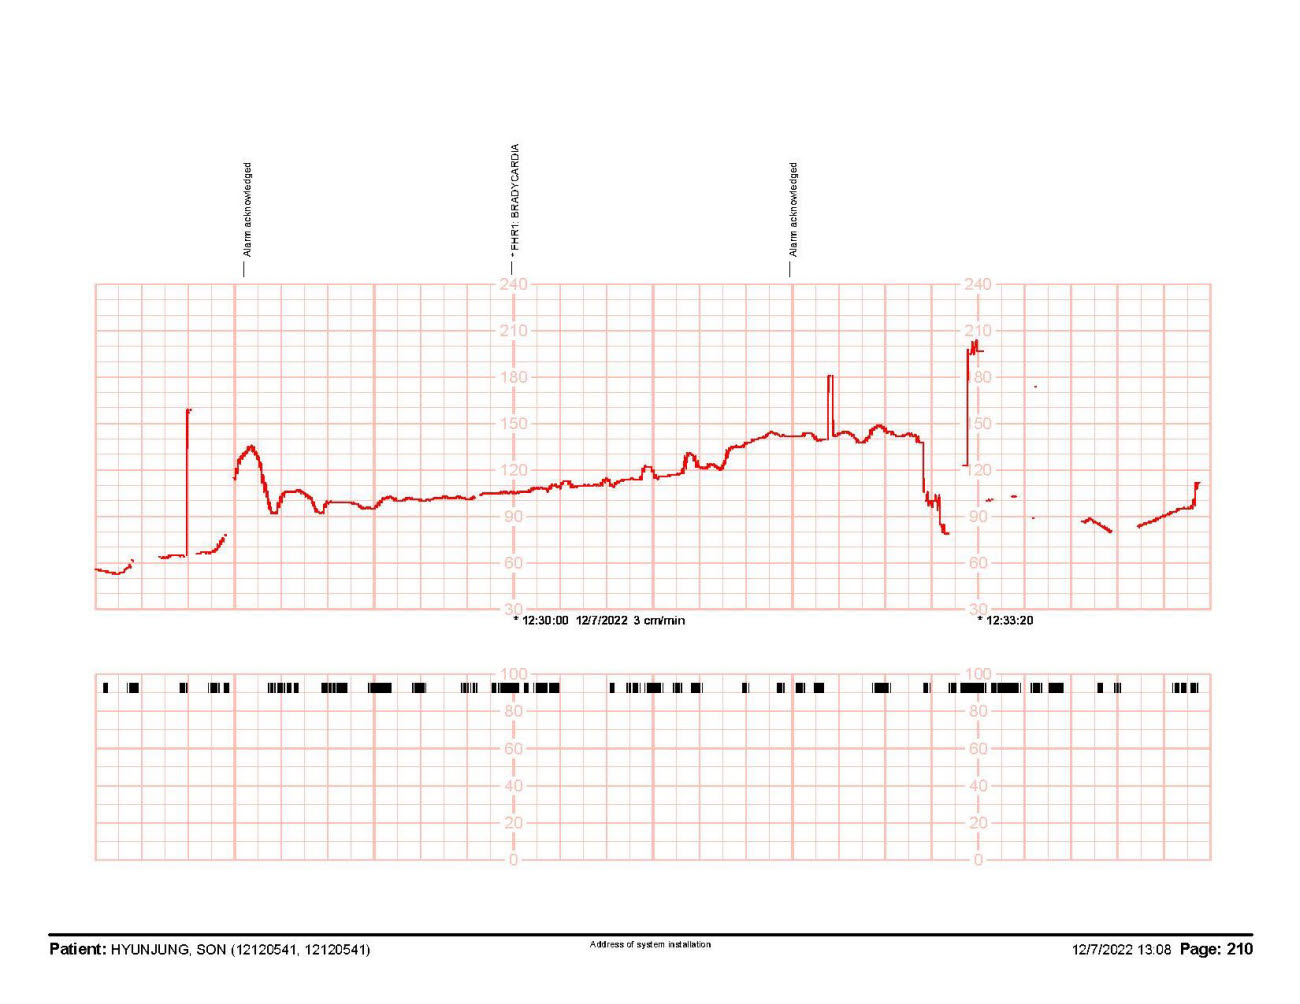 Alarm acknowledged
* FHR1: BRADYCARDIA
Alarm acknowledged
240 240
210 210
180 180
150 150
120 120
90 90
60 60
30 30
* 12:30:00 12/7/2022 3 cm/min * 12:33:20
100 100
80 80
60 60
40 40
20 20
0 0
Patient: HYUNJUNG, SON (12120541, 12120541) Address of system installation 12/7/2022 13:08 Page: 210